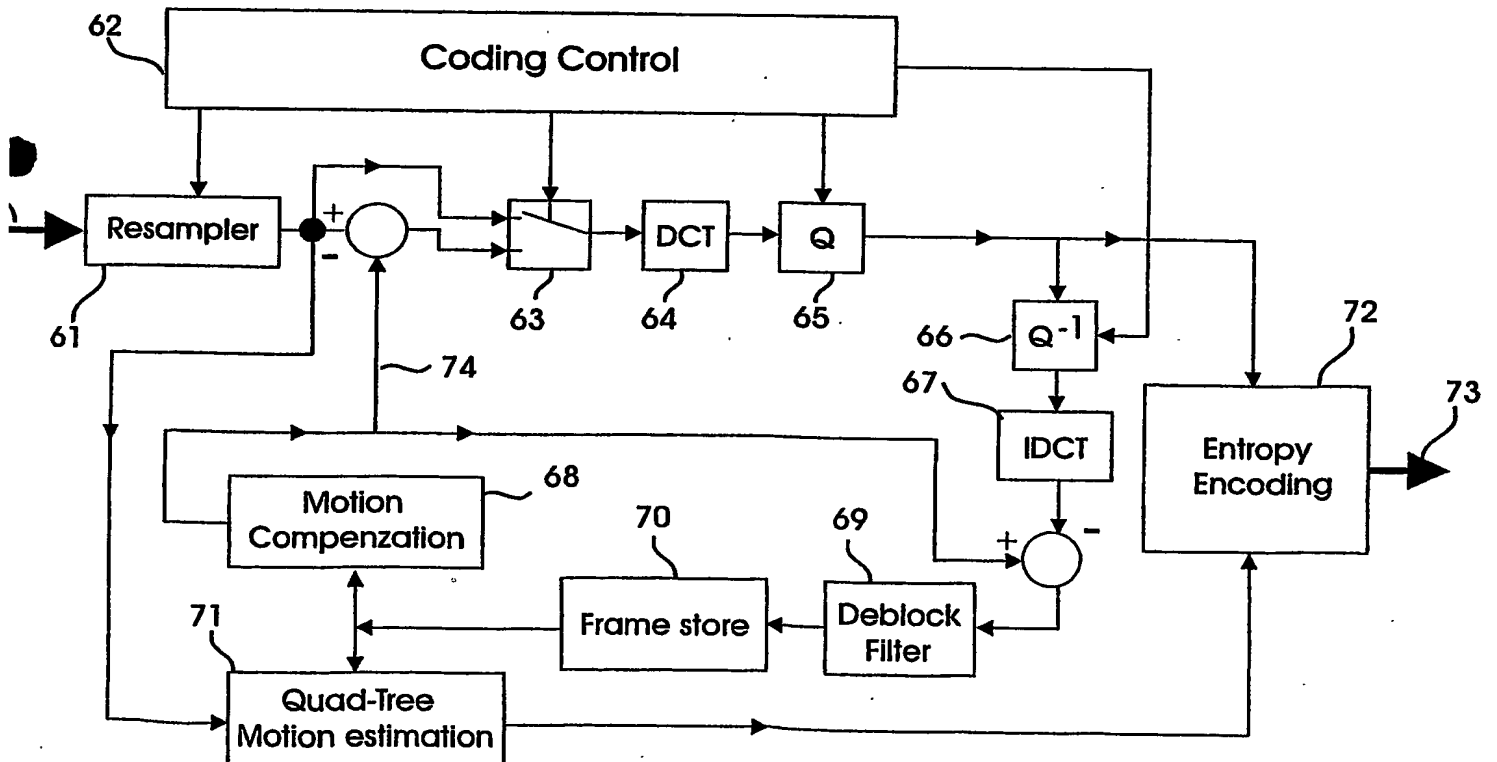 62
Coding Control
Resampler
+
-
DCT
Q
61
63
64
65
66
Q-1
72
74
67
73
IDCT
Entropy
Encoding
68
Motion
Compenzation
70
69
+
-
71
Frame store
Deblock
Filter
Quad-Tree
Motion estimation